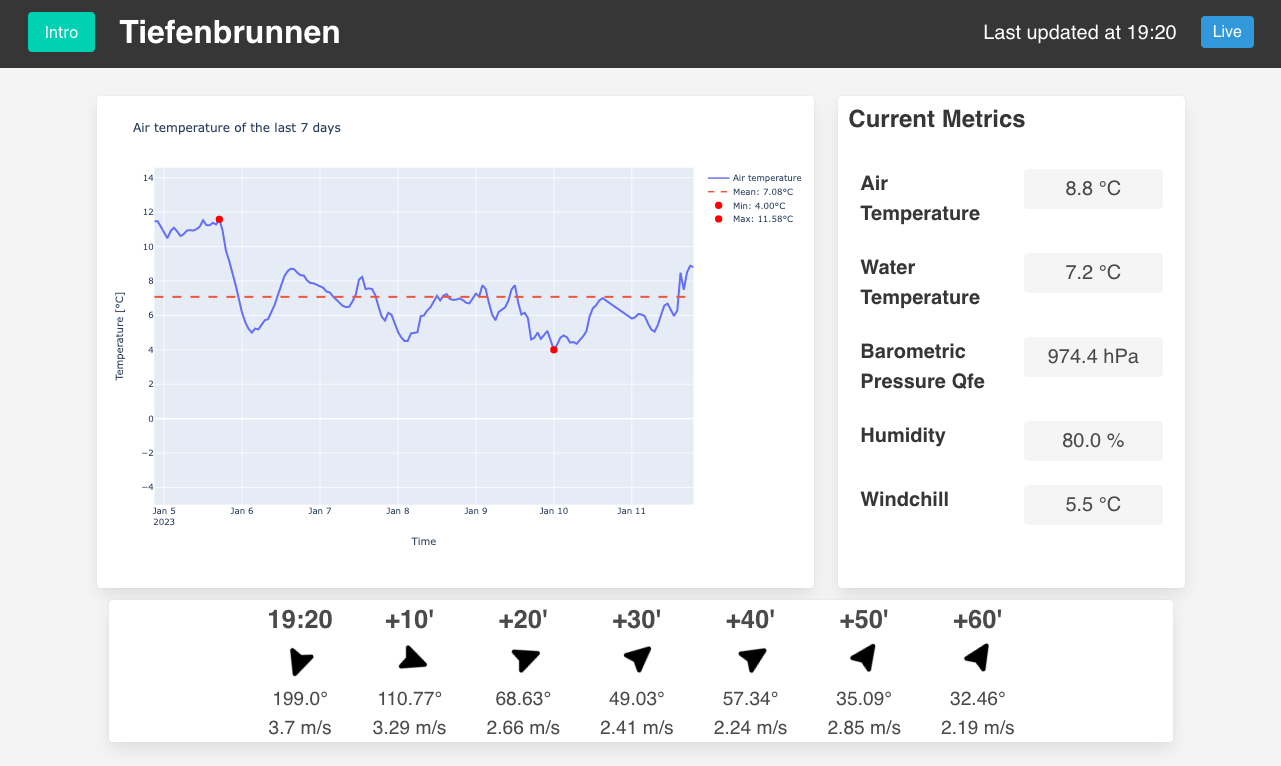 Intro
Tiefenbrunnen
Last updated at 19:20
Live
Air temperature of the last 7 days
14
12
10
8
6
4
2
0
−2
−4
Temperature [°C]
Jan 5
2023
Jan 6
Jan 7
Jan 8
Jan 9
Jan 10
Jan 11
Time
Air temperature
Mean: 7.08°C
Min: 4.00°C
Max: 11.58°C
Current Metrics
Air
Temperature
8.8 °C
Water
Temperature
7.2 °C
Barometric
Pressure Qfe
974.4 hPa
Humidity
80.0 %
Windchill
5.5 °C
19:20 +10' +20' +30' +40' +50' +60'
199.0° 110.77° 68.63° 49.03° 57.34° 35.09° 32.46°
3.7 m/s 3.29 m/s 2.66 m/s 2.41 m/s 2.24 m/s 2.85 m/s 2.19 m/s